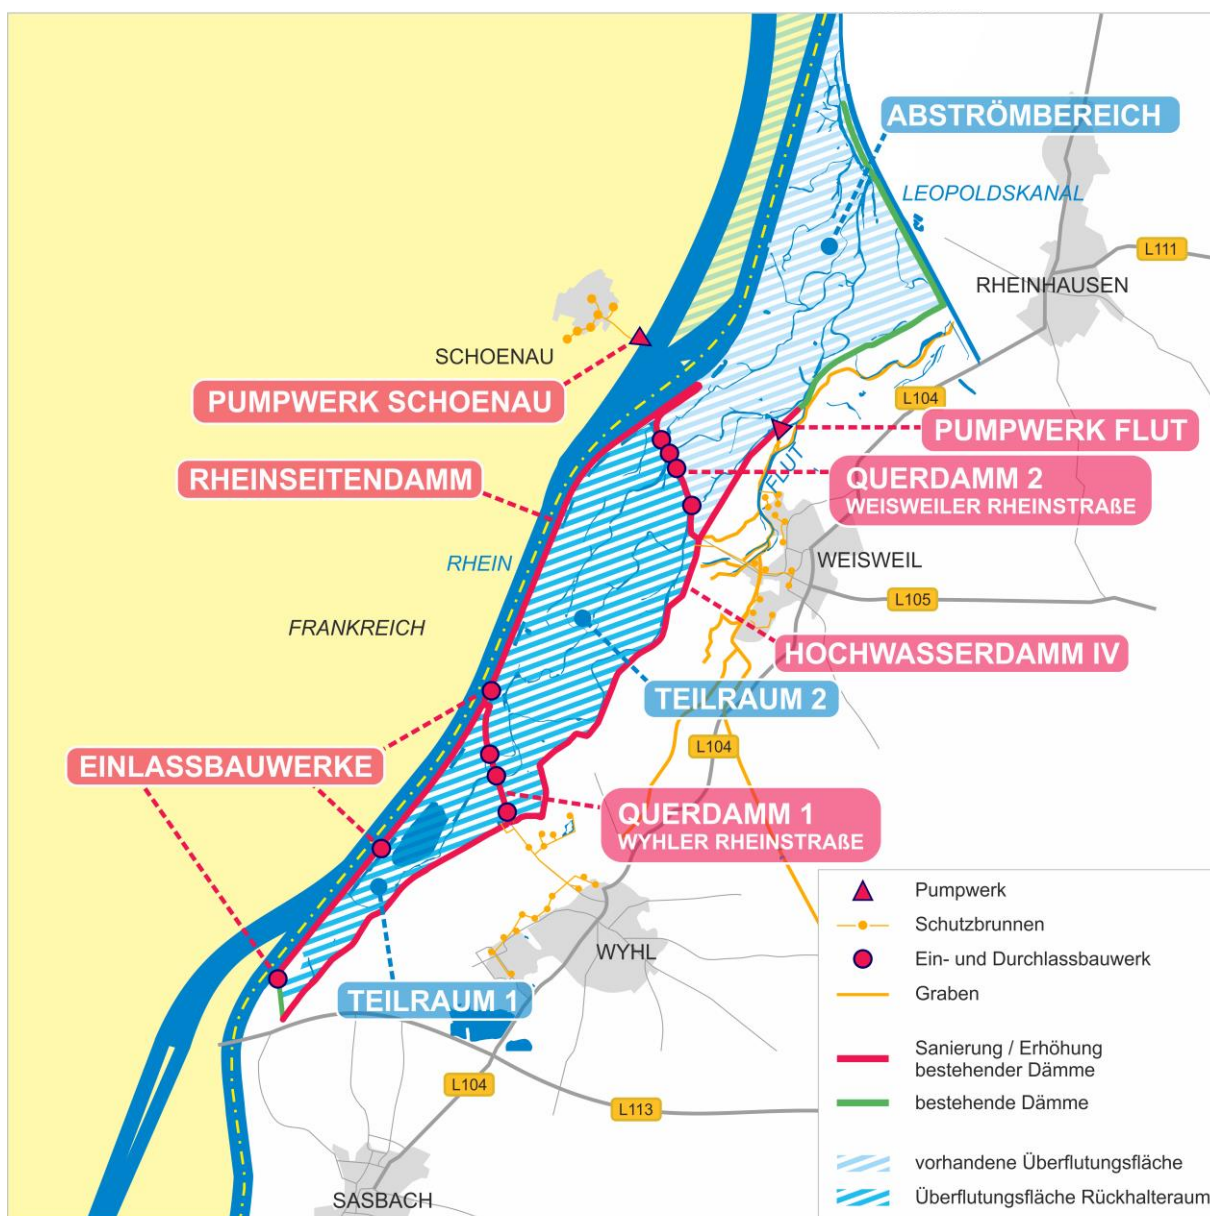 ABSTRÖMBEREICH
LEOPOLDSKANAL
L111
RHEINHAUSEN
SCHOENAU
PUMPWERK SCHOENAU
L104
PUMPWERK FLUT
FLUT
RHEINSEITENDAMM
QUERDAMM 2
WEISWEILER RHEINSTRAßE
RHEIN
WEISWEIL
L105
FRANKREICH
HOCHWASSERDAMM IV
TEILRAUM 2
L104
EINLASSBAUWERKE
QUERDAMM 1
WYHLER RHEINSTRAßE
WYHL
TEILRAUM 1
L104
L113
SASBACH
Pumpwerk
Schutzbrunnen
Ein- und Durchlassbauwerk
Graben
Sanierung / Erhöhung
bestehender Dämme
bestehende Dämme
vorhandene Überflutungsfläche
Überflutungsfläche Rückhalteraum